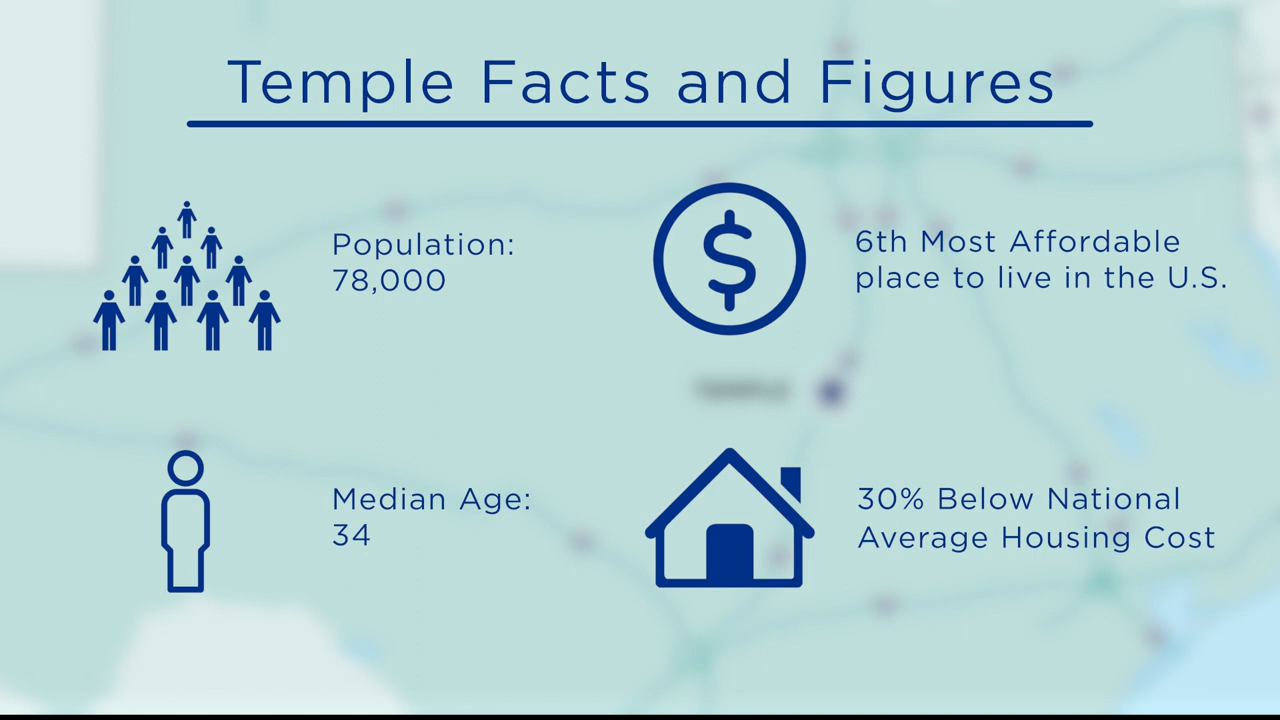 Temple Facts and Figures
Population:
78,000
6th Most Affordable
place to live in the U.S.
Median Age:
34
30% Below National
Average Housing Cost
TEMPLE